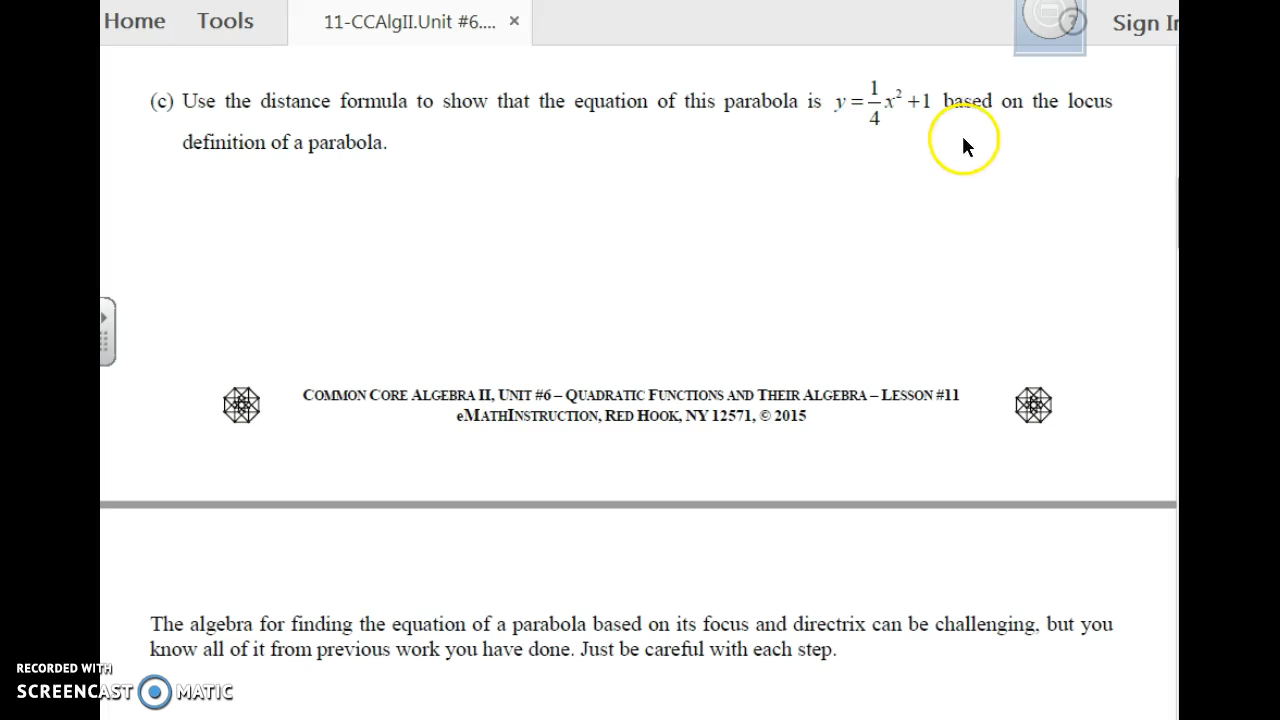 Home Tools 11-CCAlgII.Unit #6.... × ? Sign In
(c) Use the distance formula to show that the equation of this parabola is y = 1/4 x² + 1 based on the locus
definition of a parabola.
COMMON CORE ALGEBRA II, UNIT #6 – QUADRATIC FUNCTIONS AND THEIR ALGEBRA – LESSON #11
eMATHINSTRUCTION, RED HOOK, NY 12571, © 2015
The algebra for finding the equation of a parabola based on its focus and directrix can be challenging, but you
know all of it from previous work you have done. Just be careful with each step.
RECORDED WITH
SCREENCAST MATIC